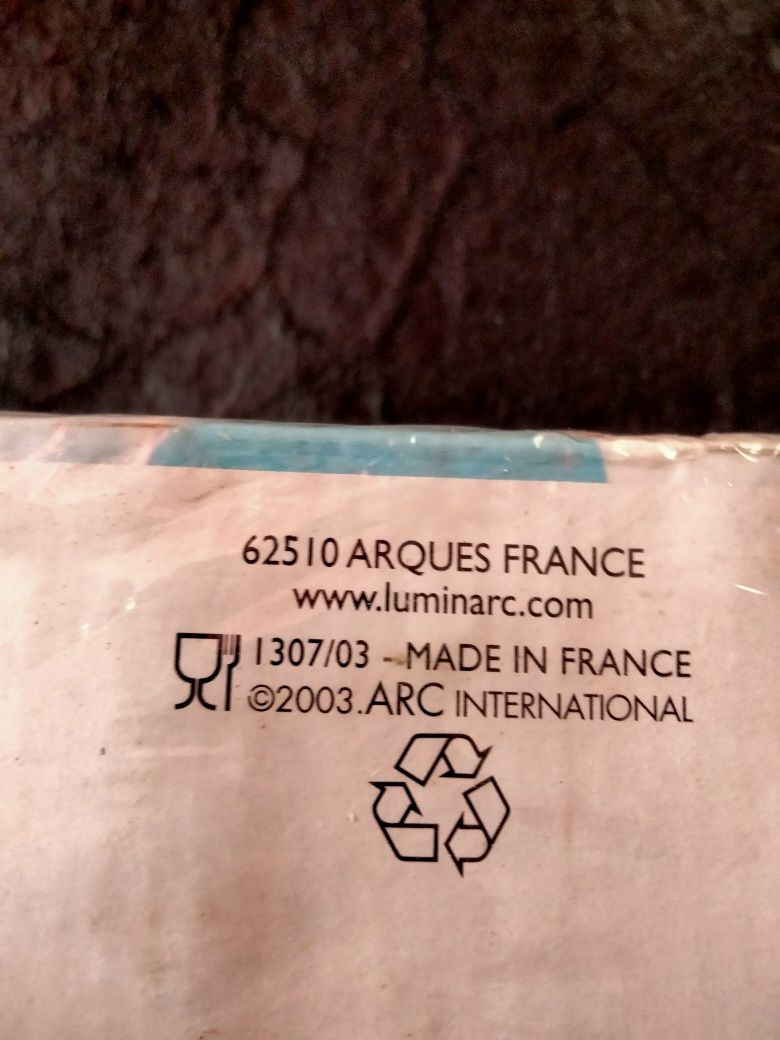 62510 ARQUES FRANCE
www.luminarc.com
1307/03 - MADE IN FRANCE
©2003.ARC INTERNATIONAL